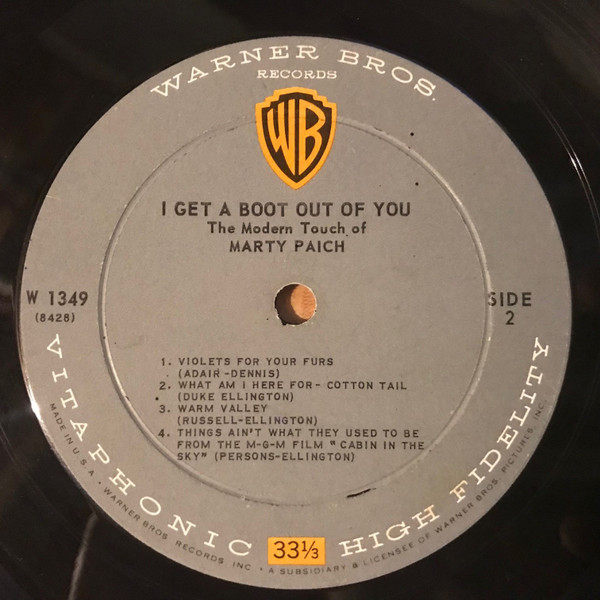 WARNER BROS.
RECORDS
WB
I GET A BOOT OUT OF YOU
The Modern Touch of
MARTY PAICH
W 1349
(8428)
SIDE
2
1. VIOLETS FOR YOUR FURS
(ADAIR-DENNIS)
2. WHAT AM I HERE FOR- COTTON TAIL
(DUKE ELLINGTON)
3. WARM VALLEY
(RUSSELL-ELLINGTON)
4. THINGS AIN'T WHAT THEY USED TO BE
FROM THE M-G-M FILM "CABIN IN THE
SKY" (PERSONS-ELLINGTON)
VITAPHONIC HIGH FIDELITY
33⅓
MADE IN U.S.A. • WARNER BROS. RECORDS INC. • A SUBSIDIARY & LICENSEE OF WARNER BROS. PICTURES, INC.